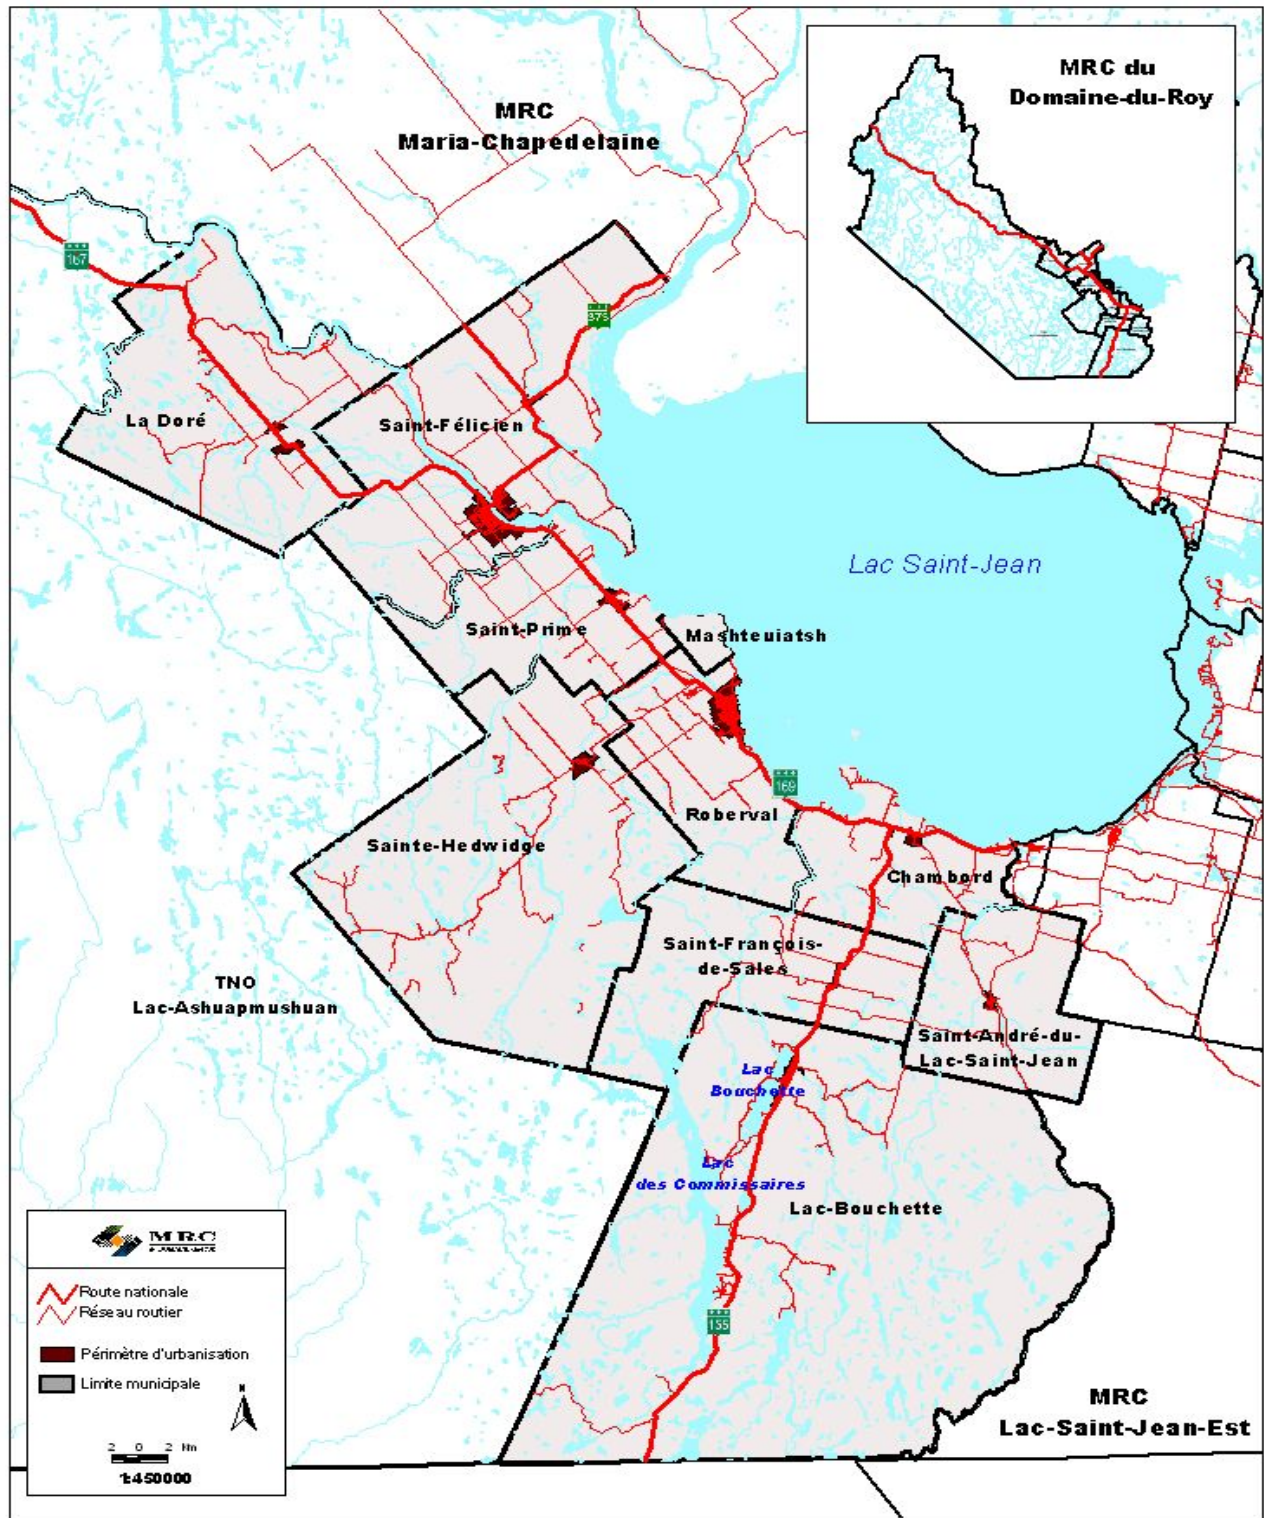 MRC
Maria-Chapedelaine
MRC du
Domaine-du-Roy
167
375
La Doré
Saint-Félicien
Lac Saint-Jean
Saint-Prime
Mashteuiatsh
169
Roberval
Sainte-Hedwidge
Chambord
Saint-François-
de-Sales
TNO
Lac-Ashuapmushuan
Saint-André-du-
Lac-Saint-Jean
Lac
Bouchette
Lac
des Commissaires
Lac-Bouchette
155
MRC
Route nationale
Réseau routier
Périmètre d'urbanisation
Limite municipale
N
2 0 2 Km
1:450000
MRC
Lac-Saint-Jean-Est